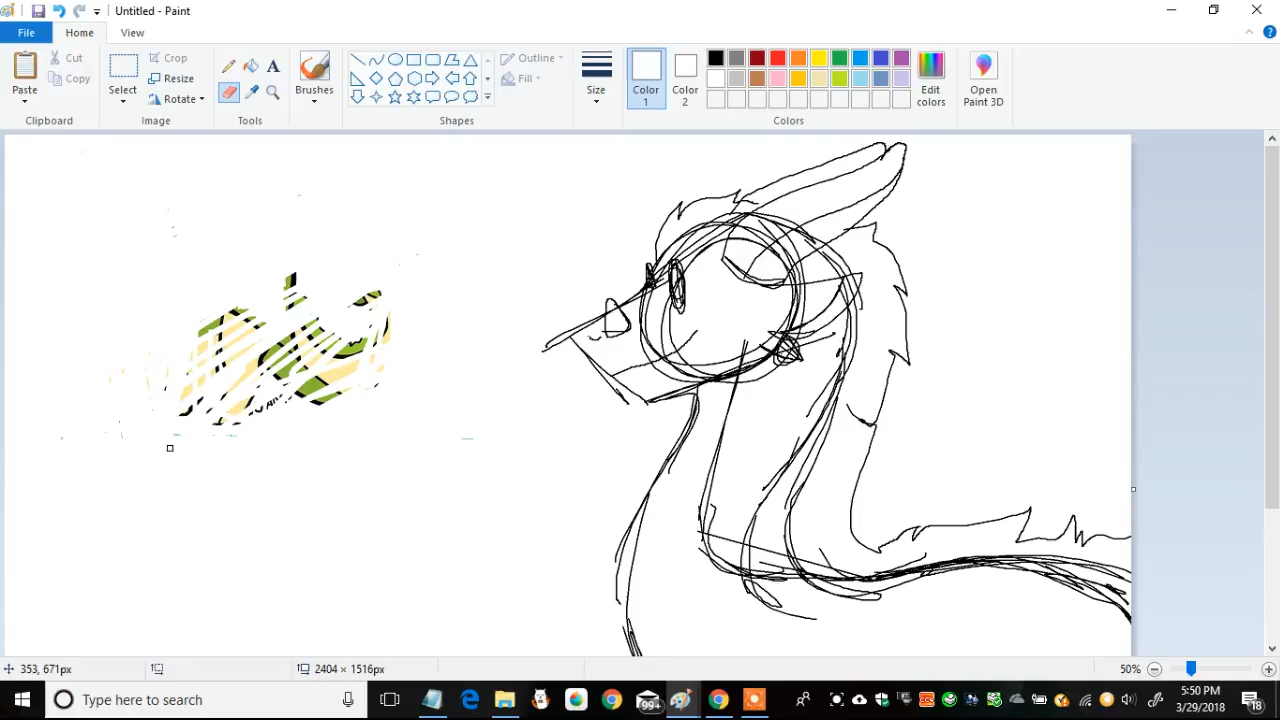 Untitled - Paint
File
Home
View
Paste
Cut
Copy
Clipboard
Select
Crop
Resize
Rotate
Image
A
Tools
Brushes
Outline
Fill
Shapes
Size
Color 1
Color 2
Edit colors
Open Paint 3D
Colors
353, 671px
2404 × 1516px
50%
Type here to search
99+
5:50 PM
3/29/2018
18